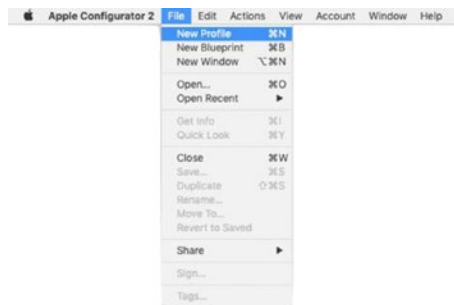 Apple Configurator 2 File Edit Actions View Account Window Help
New Profile ⌘N
New Blueprint ⌘B
New Window ⌥⌘N
Open... ⌘O
Open Recent ▶
Get Info ⌘I
Quick Look ⌘Y
Close ⌘W
Save... ⌘S
Duplicate ⇧⌘S
Rename...
Move To...
Revert to Saved
Share ▶
Sign...
Tags...